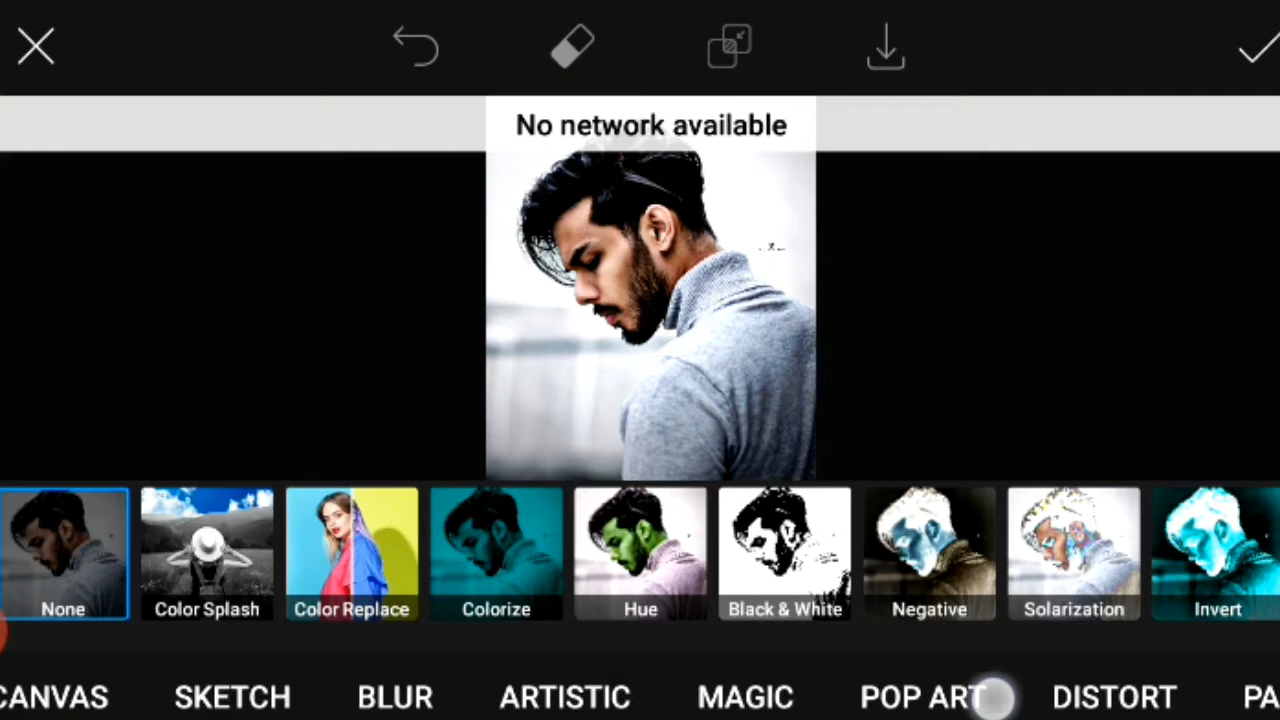 No network available
None
Color Splash
Color Replace
Colorize
Hue
Black & White
Negative
Solarization
Invert
CANVAS SKETCH BLUR ARTISTIC MAGIC POP ART DISTORT PA